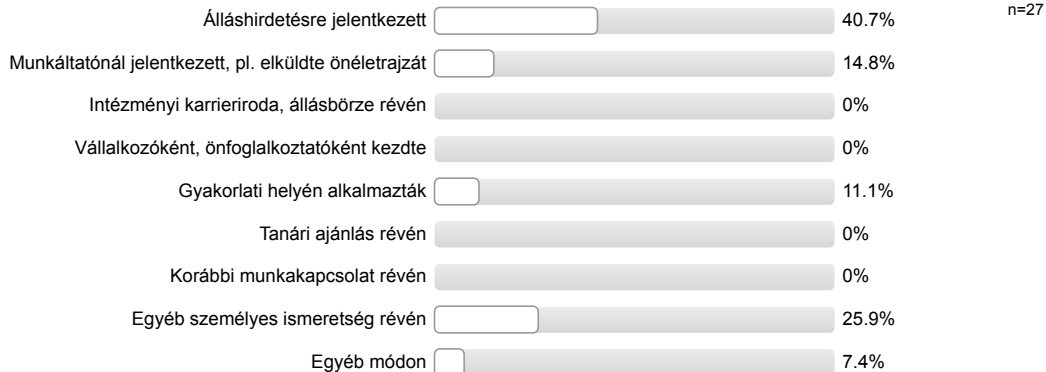 Álláshirdetésre jelentkezett 40.7% n=27
Munkáltatónál jelentkezett, pl. elküldte önéletrajzát 14.8%
Intézményi karrieriroda, állásbörze révén 0%
Vállalkozóként, önfoglalkoztatóként kezdte 0%
Gyakorlati helyén alkalmazták 11.1%
Tanári ajánlás révén 0%
Korábbi munkakapcsolat révén 0%
Egyéb személyes ismeretség révén 25.9%
Egyéb módon 7.4%